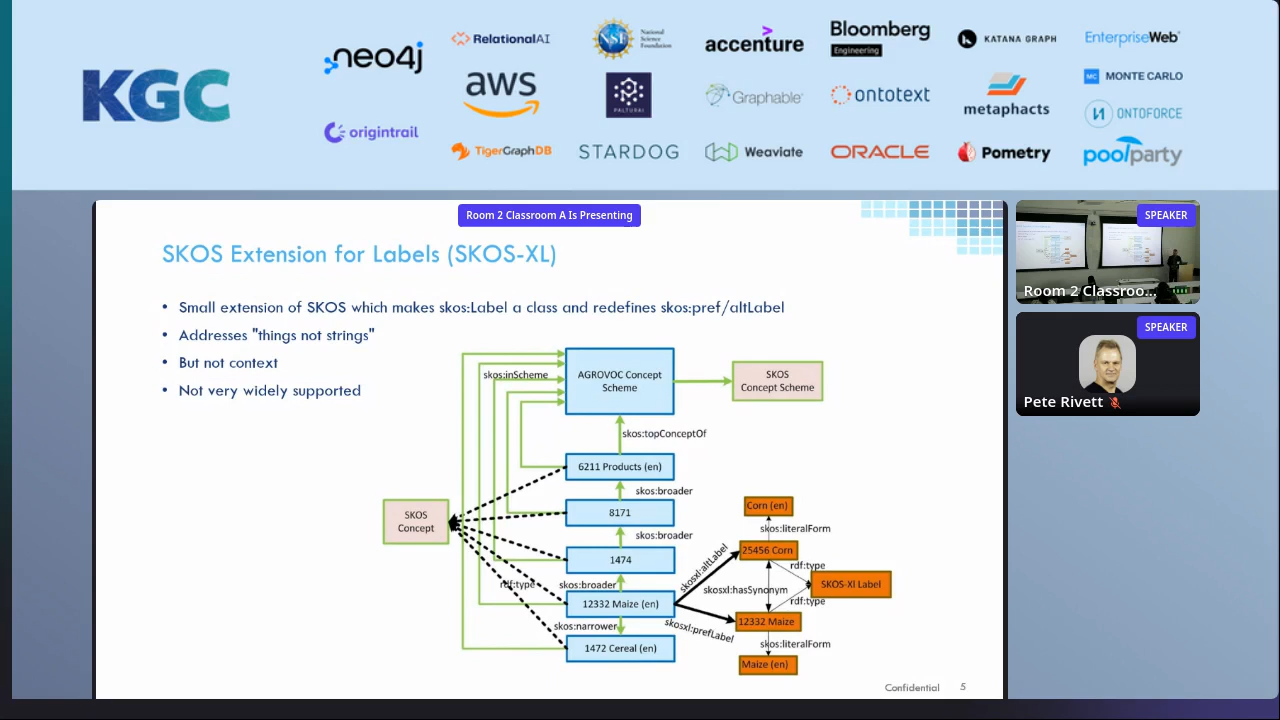 KGC
neo4j
origintrail
RelationalAI
aws
TigerGraphDB
NSF
National
Science
Foundation
PALTURAI
STARDOG
accenture
Graphable
Weaviate
Bloomberg
Engineering
ontotext
ORACLE
KATANA GRAPH
metaphacts
Pometry
EnterpriseWeb
MC MONTE CARLO
ONTOFORCE
poolparty
Room 2 Classroom A Is Presenting
SKOS Extension for Labels (SKOS-XL)
• Small extension of SKOS which makes skos:Label a class and redefines skos:pref/altLabel
• Addresses "things not strings"
• But not context
• Not very widely supported
skos:inScheme
AGROVOC Concept
Scheme
SKOS
Concept Scheme
skos:topConceptOf
6211 Products (en)
skos:broader
SKOS
Concept
8171
skos:broader
1474
rdf:type
skos:broader
12332 Maize (en)
skos:narrower
1472 Cereal (en)
Corn (en)
skos:literalForm
25456 Corn
skosxl:altLabel
rdf:type
skosxl:hasSynonym
SKOS-Xl Label
rdf:type
skosxl:prefLabel
12332 Maize
skos:literalForm
Maize (en)
Confidential
5
SPEAKER
Room 2 Classroo...
SPEAKER
Pete Rivett